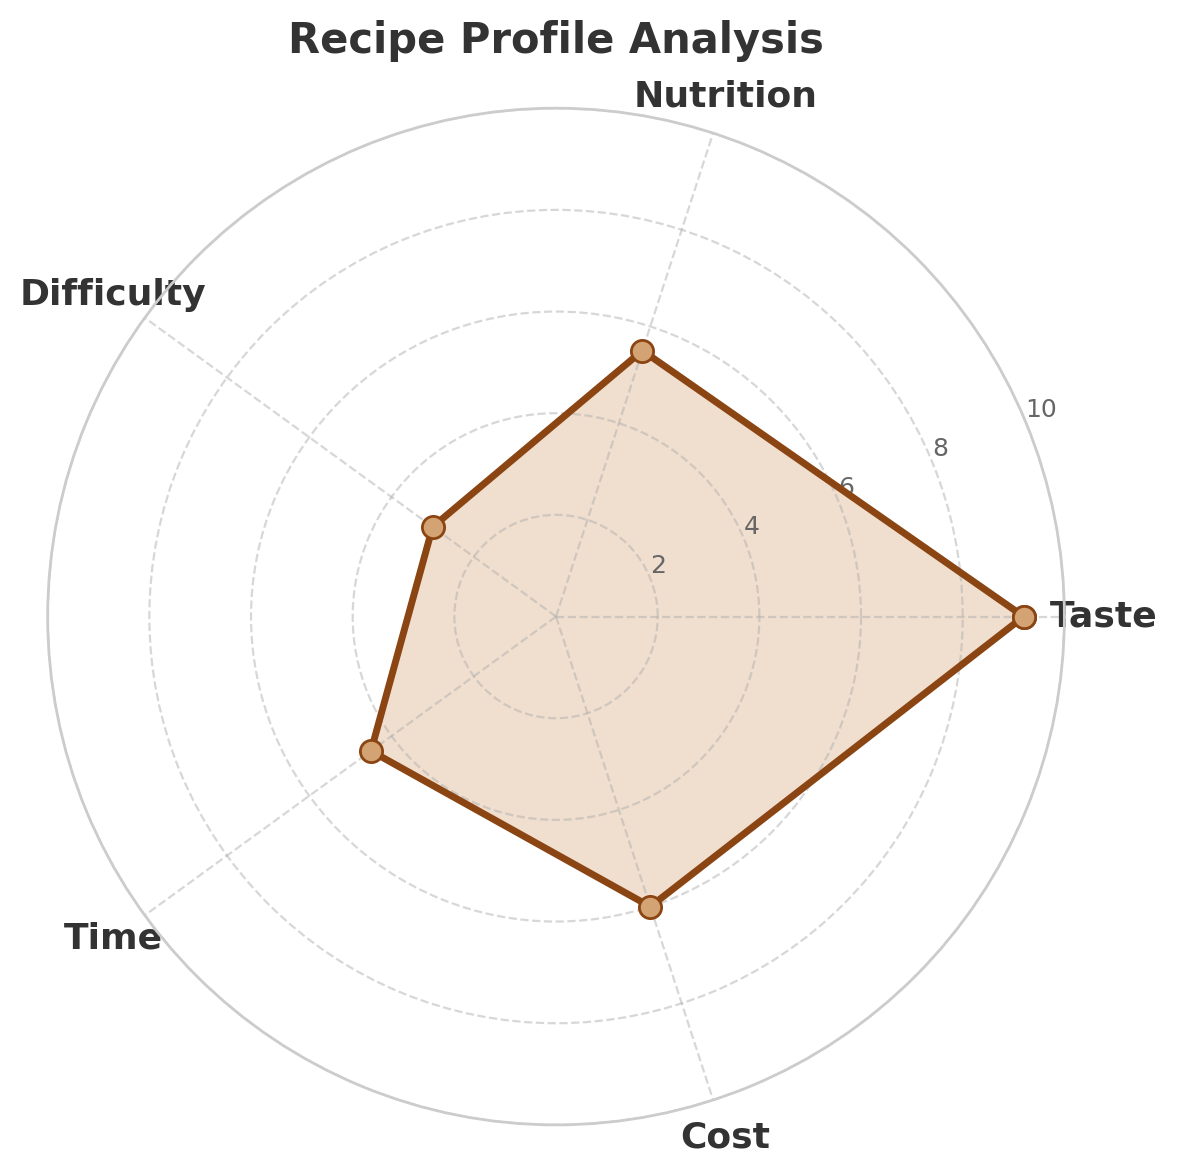 Recipe Profile Analysis
Nutrition
Difficulty
10
8
6
4
2
Taste
Time
Cost